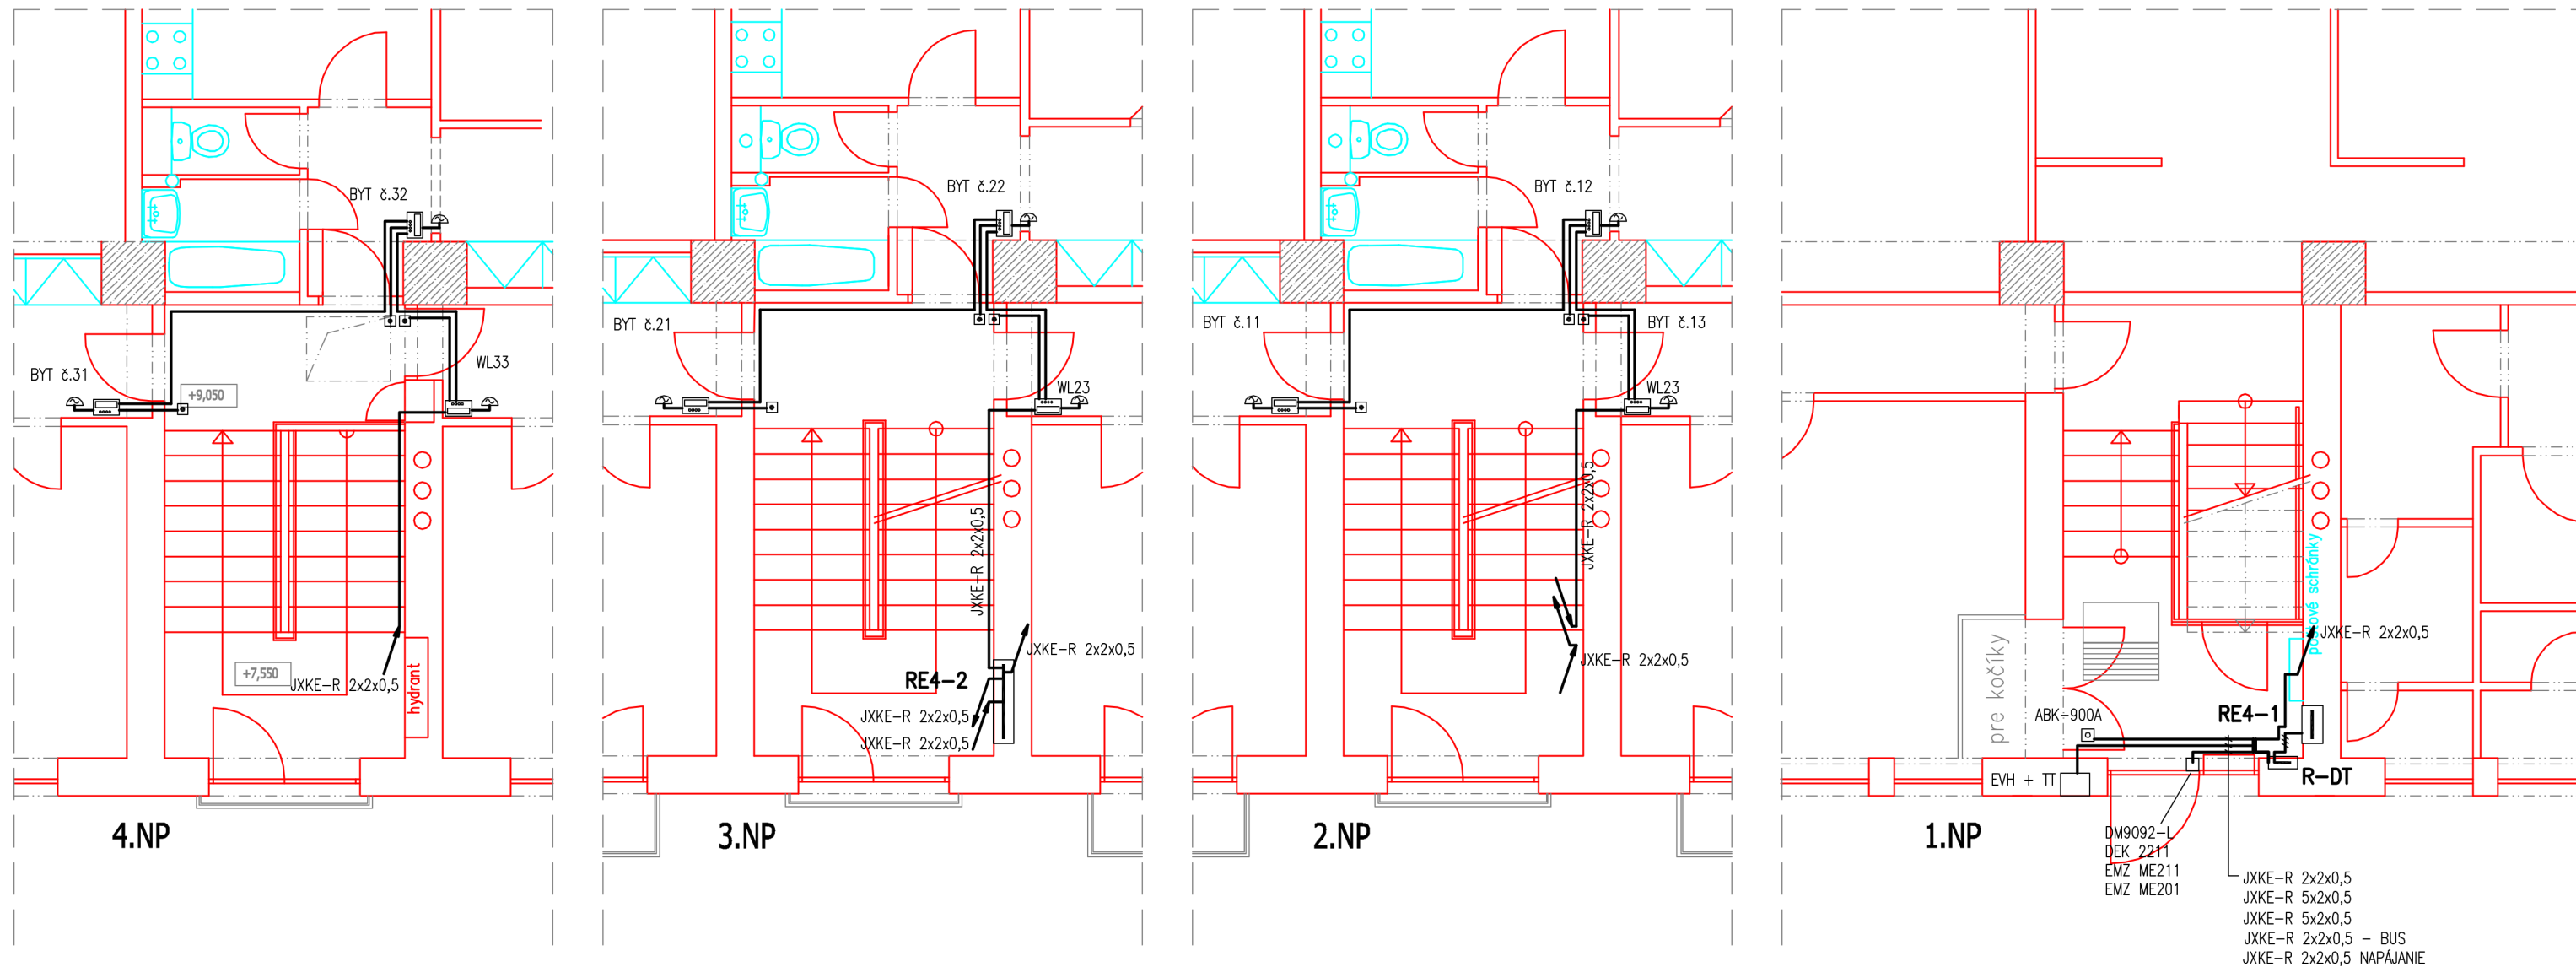 BYT č.32
BYT č.31
+9,050
WL33
+7,550
JXKE-R 2x2x0,5
hydrant
4.NP
BYT č.22
BYT č.21
WL23
JXKE-R 2x2x0,5
JXKE-R 2x2x0,5
RE4-2
JXKE-R 2x2x0,5
JXKE-R 2x2x0,5
3.NP
BYT č.12
BYT č.11
BYT č.13
WL23
JXKE-R 2x2x0,5
JXKE-R 2x2x0,5
2.NP
poštové schránky
JXKE-R 2x2x0,5
pre kočíky
ABK-900A
RE4-1
EVH + TT
R-DT
1.NP
DM9092-L
DEK 2211
EMZ ME211
EMZ ME201
JXKE-R 2x2x0,5
JXKE-R 5x2x0,5
JXKE-R 5x2x0,5
JXKE-R 2x2x0,5 - BUS
JXKE-R 2x2x0,5 NAPÁJANIE